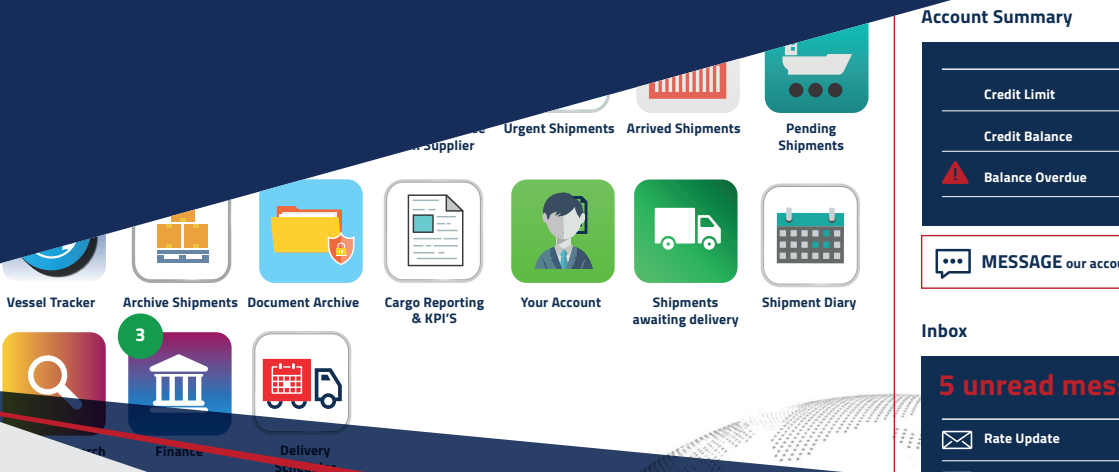 Account Summary
Credit Limit
Credit Balance
Balance Overdue
Urgent Shipments
Arrived Shipments
Pending
Shipments
Supplier
MESSAGE our
Vessel Tracker
Archive Shipments
Document Archive
Cargo Reporting
& KPI'S
Your Account
Shipments
awaiting delivery
Shipment Diary
Inbox
5 unread
Rate Update
3
Finance
Delivery